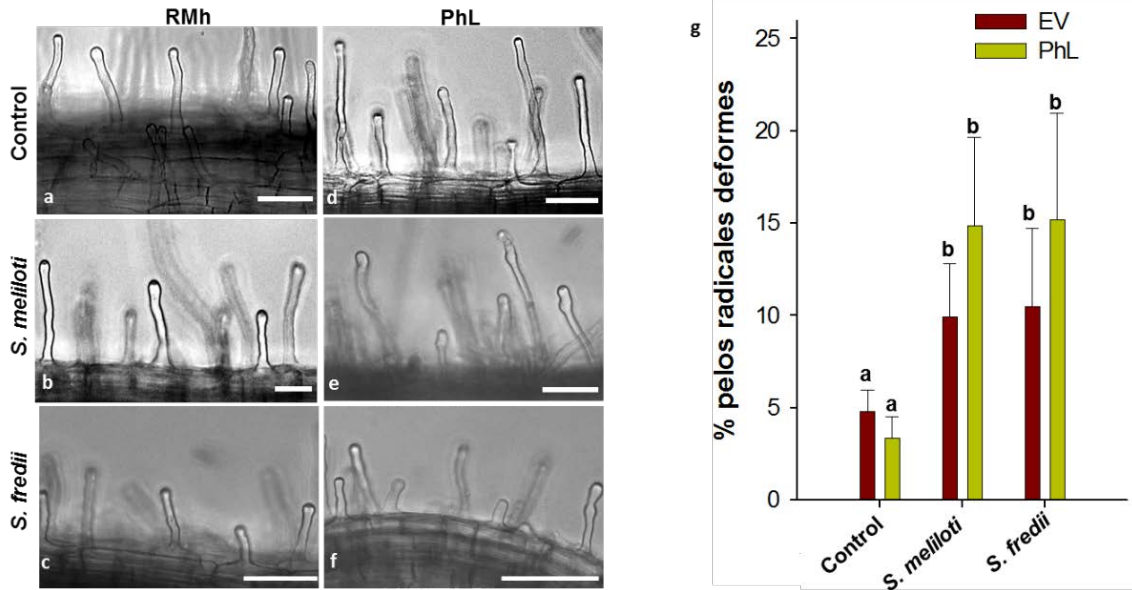 RMh
PhL
Control
a
d
S. meliloti
b
e
S. fredii
c
f
g
EV
PhL
% pelos radicales deformes
25
20
15
10
5
0
a
a
b
b
b
b
Control
S. meliloti
S. fredii